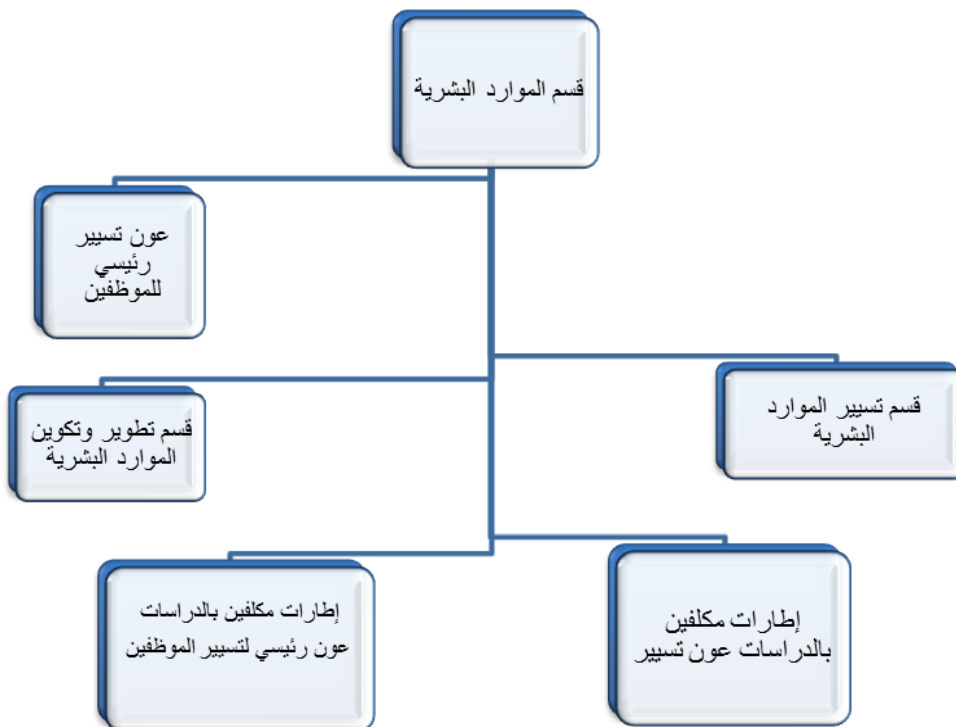 قسم الموارد البشرية
عون تسيير
رئيسي
للموظفين
قسم تسيير الموارد
البشرية
قسم تطوير وتكوين
الموارد البشرية
إطارات مكلفين
بالدراسات عون تسيير
إطارات مكلفين بالدراسات
عون رئيسي لتسيير الموظفين